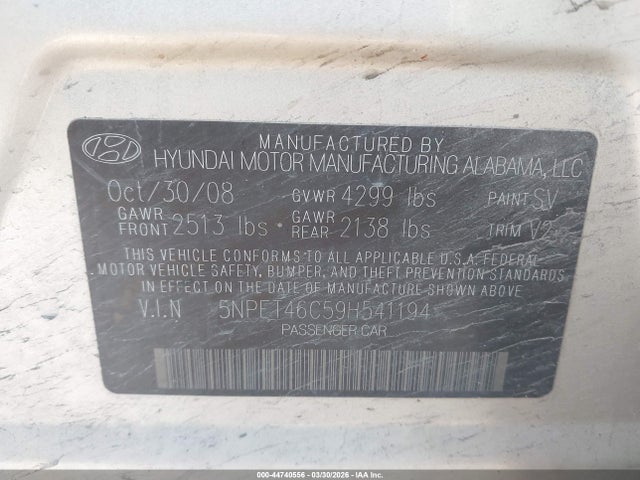 MANUFACTURED BY
HYUNDAI MOTOR MANUFACTURING ALABAMA, LLC
Oct/30/08 GVWR 4299 lbs PAINT SV
GAWR FRONT 2513 lbs · GAWR REAR 2138 lbs TRIM V2
THIS VEHICLE CONFORMS TO ALL APPLICABLE U.S.A. FEDERAL
MOTOR VEHICLE SAFETY, BUMPER, AND THEFT PREVENTION STANDARDS
IN EFFECT ON THE DATE OF MANUFACTURE SHOWN ABOVE.
V.I.N 5NPET46C59H541194
PASSENGER CAR
000-44740556 | 03/30/2026 | IAA Inc.